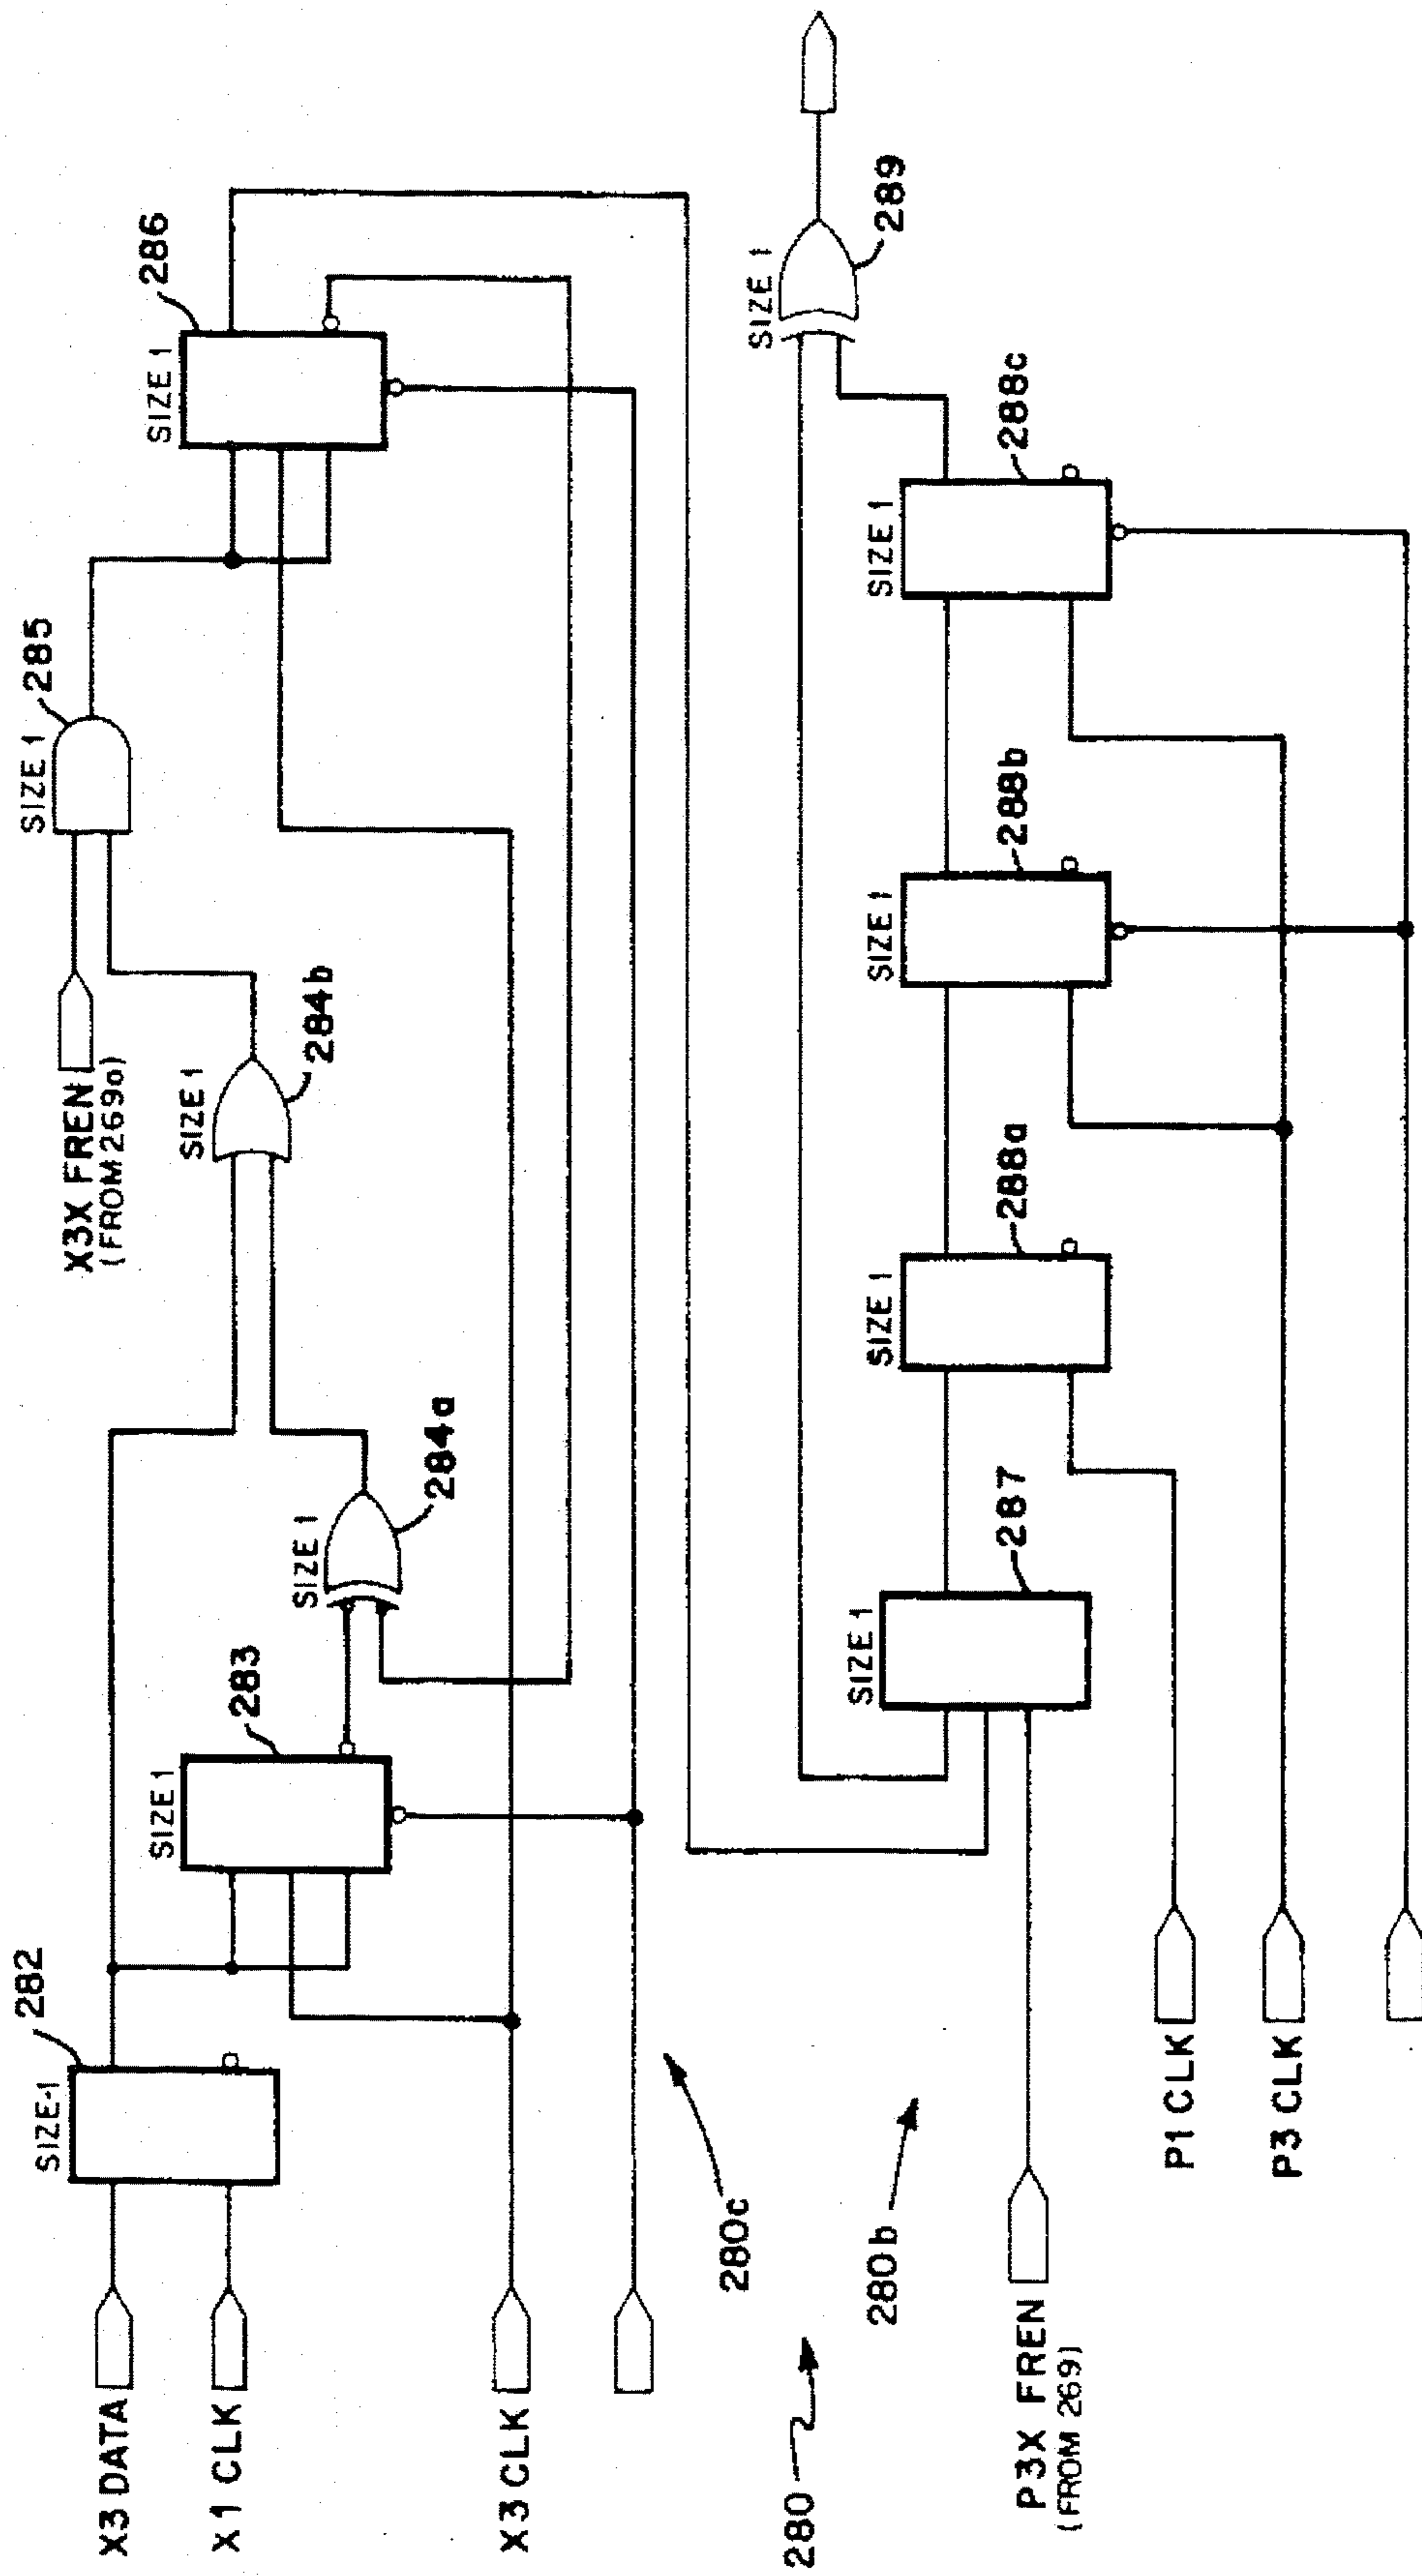 X3 DATA
X1 CLK
X3 CLK
SIZE-1
282
SIZE 1
283
SIZE 1
284a
SIZE 1
284b
X3X FREN
(FROM 269a)
SIZE 1
285
SIZE 1
286
280c
280
280b
P3X FREN
(FROM 269)
P1 CLK
P3 CLK
SIZE 1
287
SIZE 1
288a
SIZE 1
288b
SIZE 1
288c
SIZE 1
289